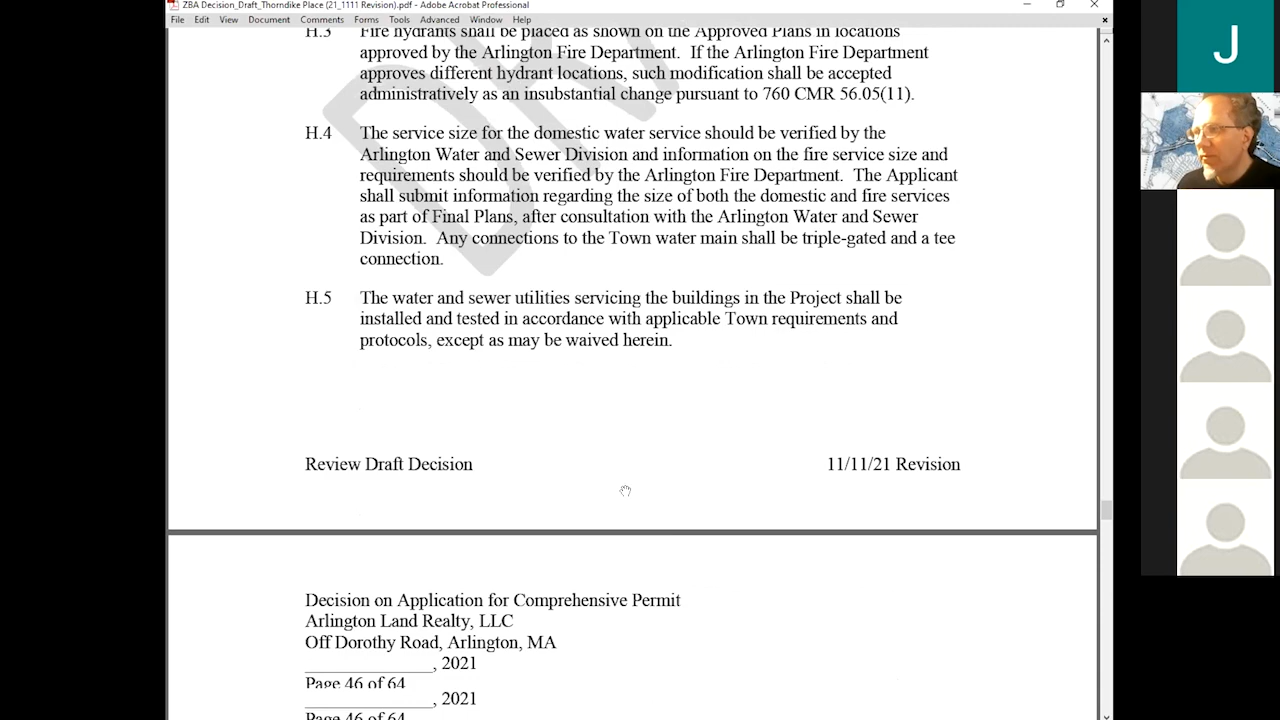 ZBA Decision_Draft_Thorndike Place (21_1111 Revision).pdf - Adobe Acrobat Professional
File Edit View Document Comments Forms Tools Advanced Window Help
H.3 Fire hydrants shall be placed as shown on the Approved Plans in locations
approved by the Arlington Fire Department. If the Arlington Fire Department
approves different hydrant locations, such modification shall be accepted
administratively as an insubstantial change pursuant to 760 CMR 56.05(11).
H.4 The service size for the domestic water service should be verified by the
Arlington Water and Sewer Division and information on the fire service size and
requirements should be verified by the Arlington Fire Department. The Applicant
shall submit information regarding the size of both the domestic and fire services
as part of Final Plans, after consultation with the Arlington Water and Sewer
Division. Any connections to the Town water main shall be triple-gated and a tee
connection.
H.5 The water and sewer utilities servicing the buildings in the Project shall be
installed and tested in accordance with applicable Town requirements and
protocols, except as may be waived herein.
Review Draft Decision 11/11/21 Revision
Decision on Application for Comprehensive Permit
Arlington Land Realty, LLC
Off Dorothy Road, Arlington, MA
______________, 2021
Page 46 of 64
______________, 2021
Page 46 of 64
J